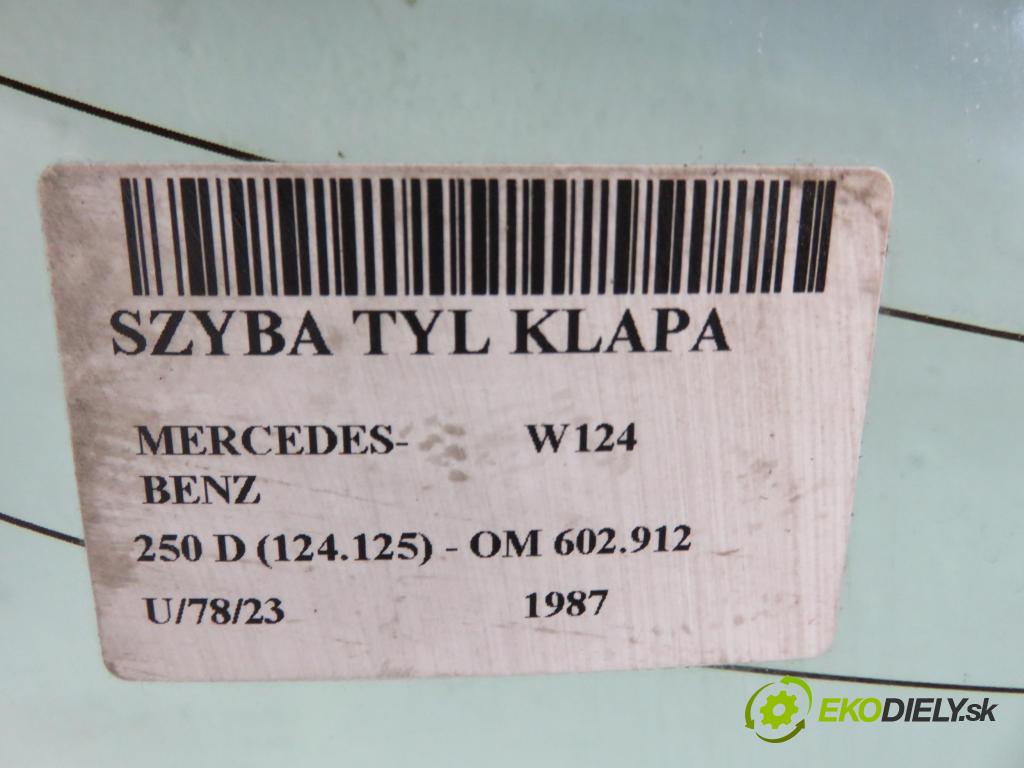 SZYBA TYL KLAPA
MERCEDES- W124
BENZ
250 D (124.125) - OM 602.912
U/78/23 1987
EKODIELY.sk